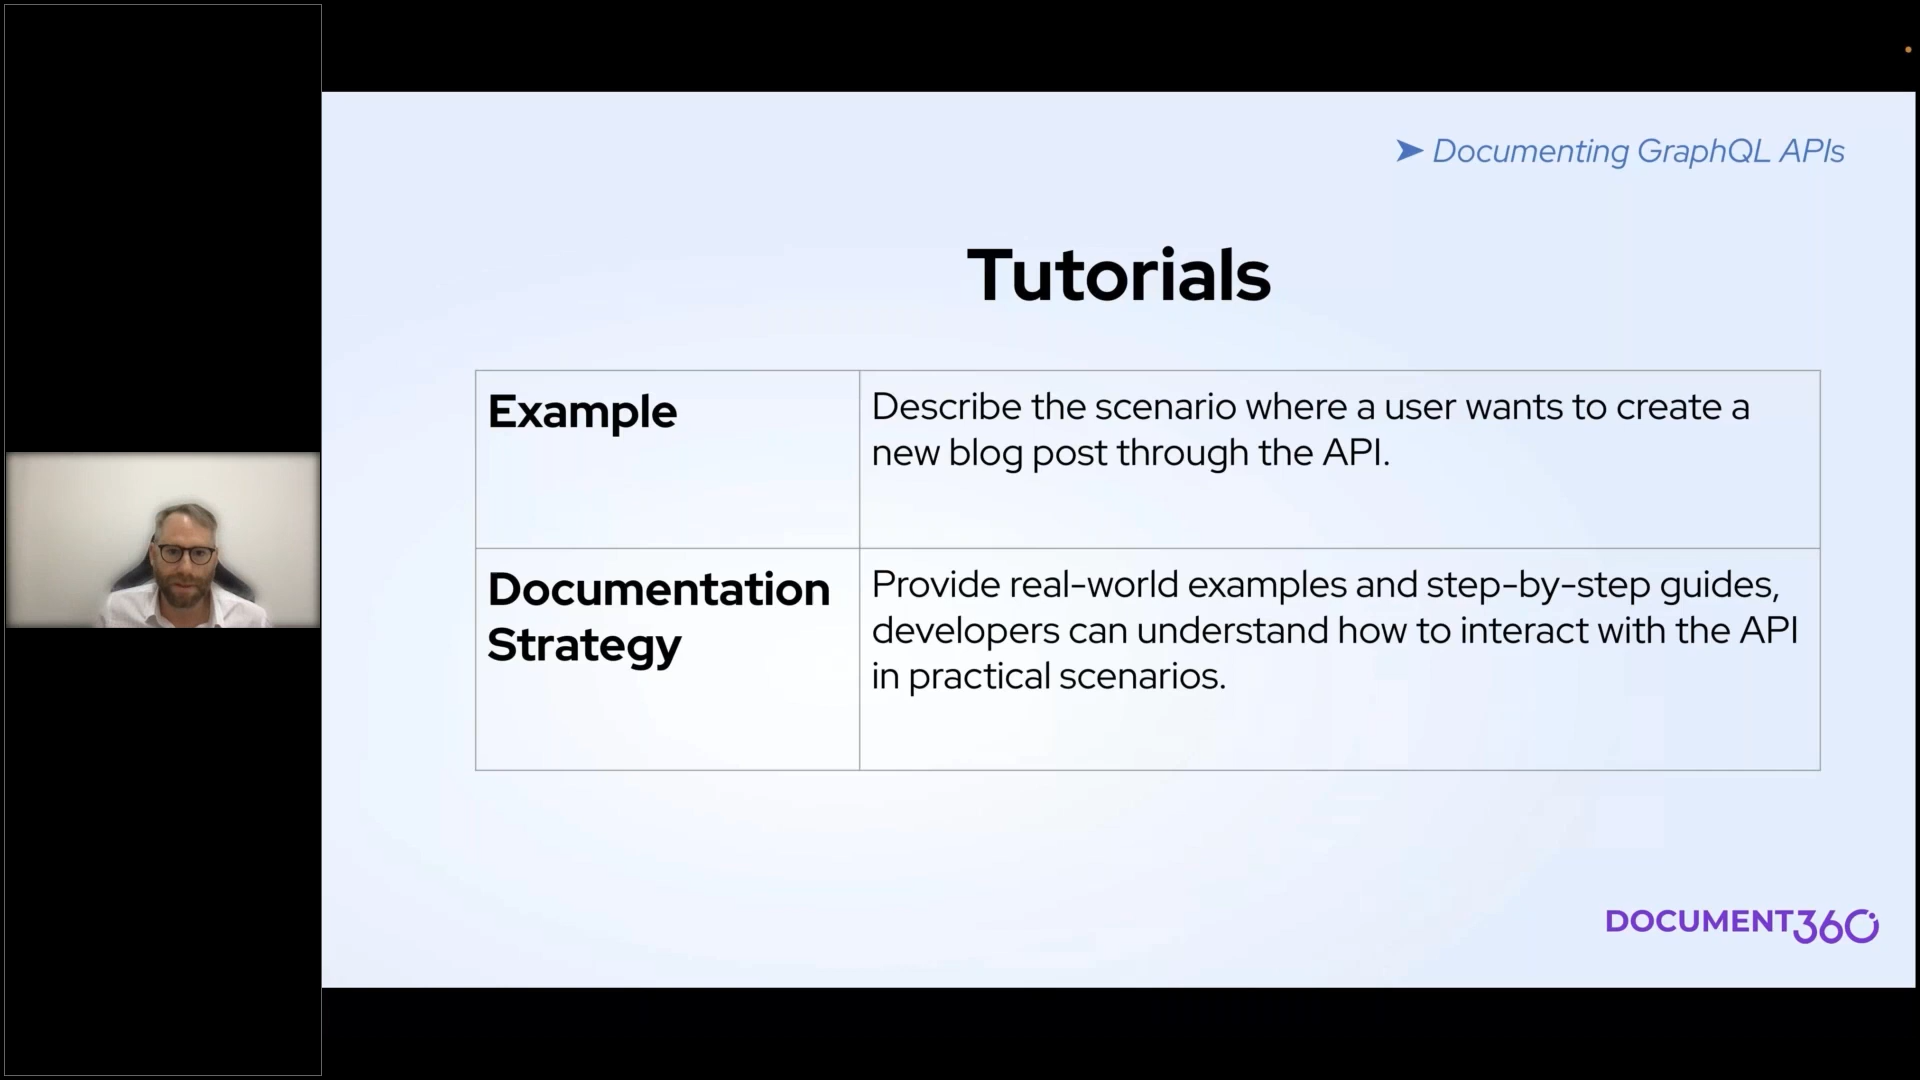 ➤ Documenting GraphQL APIs
Tutorials
Example
Describe the scenario where a user wants to create a
new blog post through the API.
Documentation
Strategy
Provide real-world examples and step-by-step guides,
developers can understand how to interact with the API
in practical scenarios.
DOCUMENT360